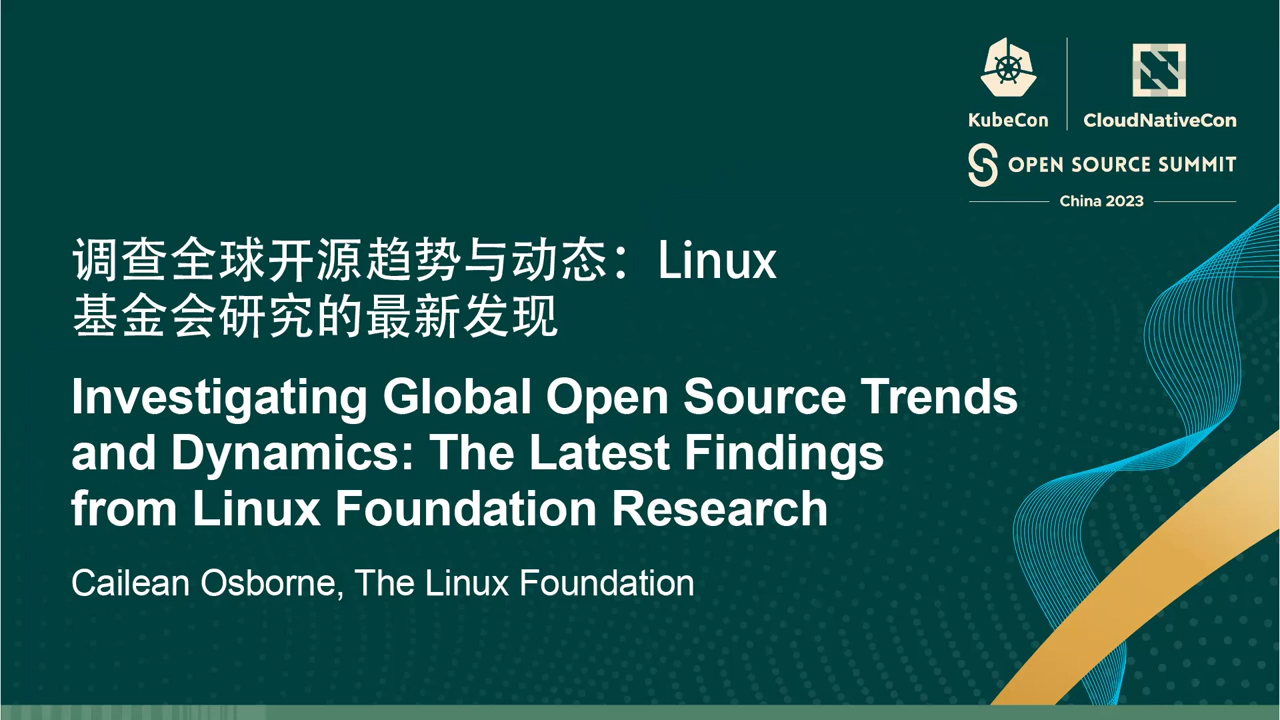 KubeCon
CloudNativeCon
OPEN SOURCE SUMMIT
China 2023
调查全球开源趋势与动态：Linux
基金会研究的最新发现
Investigating Global Open Source Trends
and Dynamics: The Latest Findings
from Linux Foundation Research
Cailean Osborne, The Linux Foundation